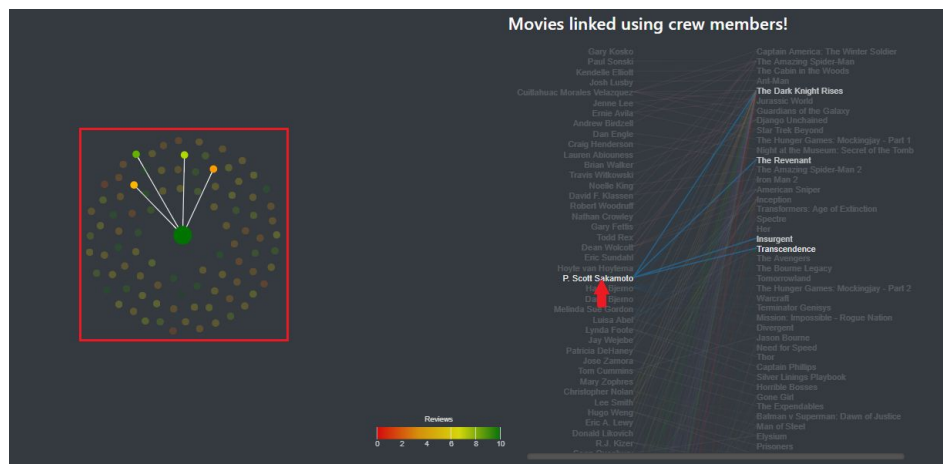 Movies linked using crew members!
Gary Kosko
Paul Sonski
Kendelle Elliott
Josh Lusby
Cuitlahuac Morales Velazquez
Jenne Lee
Ernie Avila
Andrew Birdzell
Dan Engle
Craig Henderson
Lauren Abiouness
Brian Walker
Travis Witkowski
Noelle King
David F. Klassen
Robert Woodruff
Nathan Crowley
Gary Fettis
Todd Rex
Dean Wolcott
Eric Sundahl
Hoyte van Hoytema
P. Scott Sakamoto
Bjerno
Bjerno
Melinda Sue Gordon
Luisa Abel
Lynda Foote
Jay Wejebe
Patricia DeHaney
Jose Zamora
Tom Cummins
Mary Zophres
Christopher Nolan
Lee Smith
Hugo Weng
Eric A. Levy
Donald Likovich
R.J. Kizer
Captain America: The Winter Soldier
The Amazing Spider-Man
The Cabin in the Woods
Ant-Man
The Dark Knight Rises
Jurassic World
Guardians of the Galaxy
Django Unchained
Star Trek Beyond
The Hunger Games: Mockingjay - Part 1
Night at the Museum: Secret of the Tomb
The Revenant
The Amazing Spider-Man 2
Iron Man 2
American Sniper
Inception
Transformers: Age of Extinction
Spectre
Her
Insurgent
Transcendence
The Avengers
The Bourne Legacy
Tomorrowland
The Hunger Games: Mockingjay - Part 2
Warcraft
Terminator Genisys
Mission: Impossible - Rogue Nation
Divergent
Jason Bourne
Need for Speed
Thor
Captain Phillips
Silver Linings Playbook
Horrible Bosses
Gone Girl
The Expendables
Batman v Superman: Dawn of Justice
Man of Steel
Elysium
Prisoners
Reviews
0 2 4 6 8 10